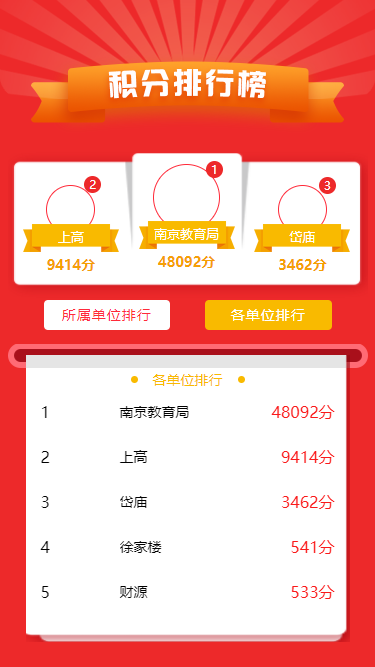 积分排行榜
2
1
3
上高
南京教育局
岱庙
9414分
48092分
3462分
所属单位排行
各单位排行
各单位排行
1 南京教育局 48092分
2 上高 9414分
3 岱庙 3462分
4 徐家楼 541分
5 财源 533分